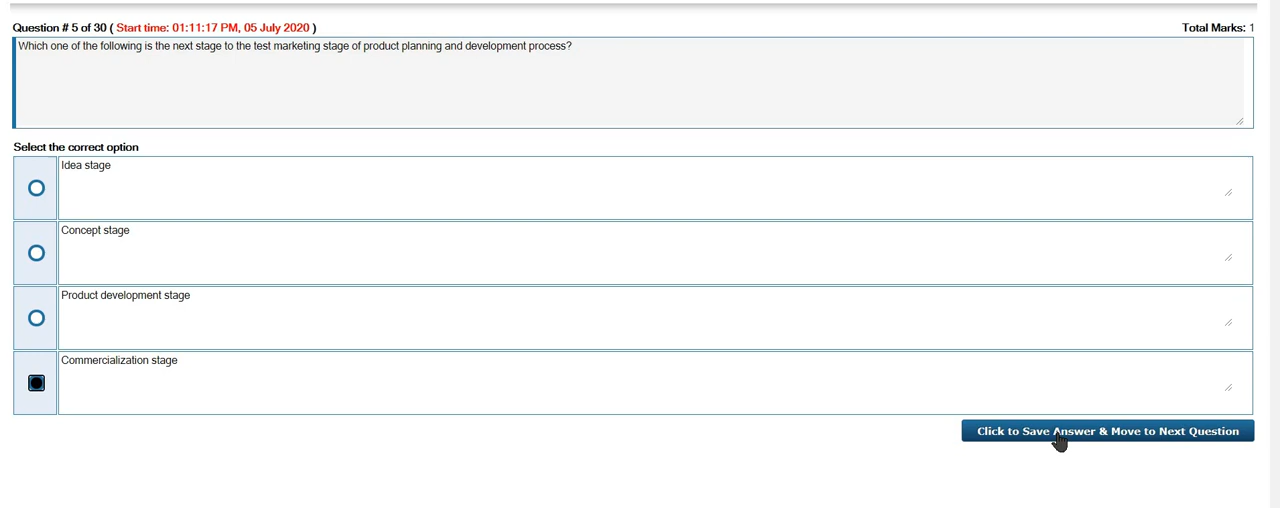 Question # 5 of 30 ( Start time: 01:11:17 PM, 05 July 2020 )
Total Marks: 1
Which one of the following is the next stage to the test marketing stage of product planning and development process?
Select the correct option
Idea stage
Concept stage
Product development stage
Commercialization stage
Click to Save Answer & Move to Next Question